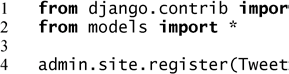 1 from django.contrib impor
2 from models import *
3
4 admin.site.register(Tweet